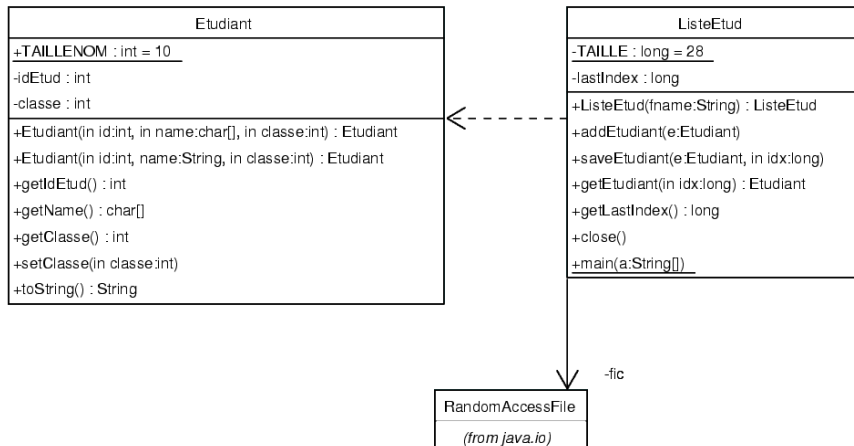 Etudiant
+TAILLENOM : int = 10
-idEtud : int
-classe : int
+Etudiant(in id:int, in name:char[], in classe:int) : Etudiant
+Etudiant(in id:int, name:String, in classe:int) : Etudiant
+getIdEtud() : int
+getName() : char[]
+getClasse() : int
+setClasse(in classe:int)
+toString() : String
ListeEtud
-TAILLE : long = 28
-lastIndex : long
+ListeEtud(fname:String) : ListeEtud
+addEtudiant(e:Etudiant)
+saveEtudiant(e:Etudiant, in idx:long)
+getEtudiant(in idx:long) : Etudiant
+getLastIndex() : long
+close()
+main(a:String[])
-fic
RandomAccessFile
(from java.io)